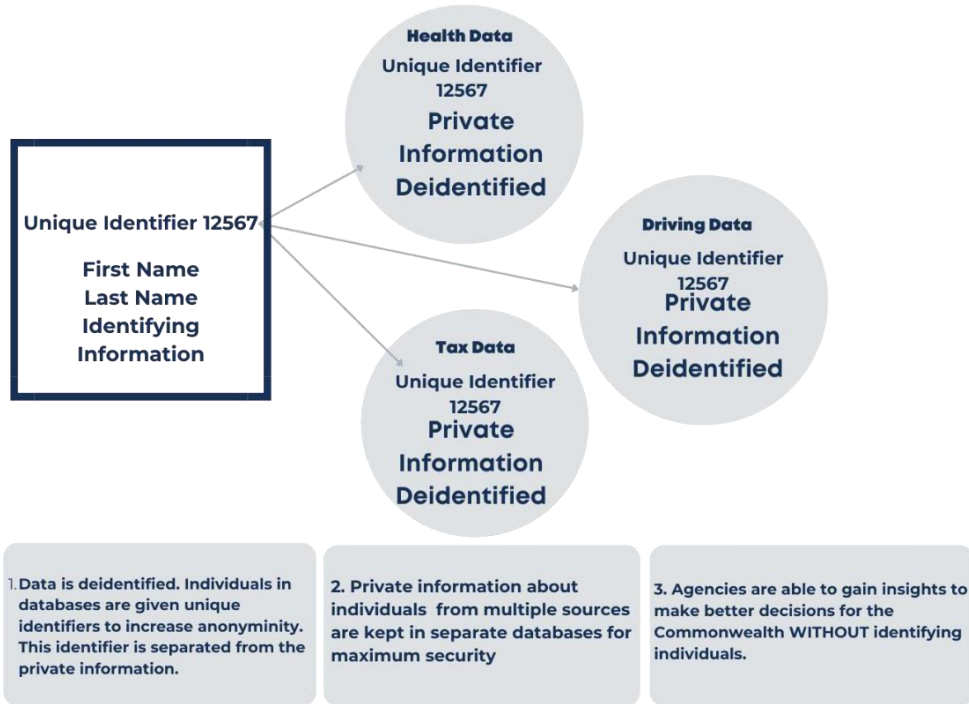 Health Data
Unique Identifier
12567
Private
Information
Deidentified
Unique Identifier 12567
First Name
Last Name
Identifying
Information
Driving Data
Unique Identifier
12567
Private
Information
Deidentified
Tax Data
Unique Identifier
12567
Private
Information
Deidentified
1. Data is deidentified. Individuals in
databases are given unique
identifiers to increase anonyminity.
This identifier is separated from the
private information.
2. Private information about
individuals from multiple sources
are kept in separate databases for
maximum security
3. Agencies are able to gain insights to
make better decisions for the
Commonwealth WITHOUT identifying
individuals.